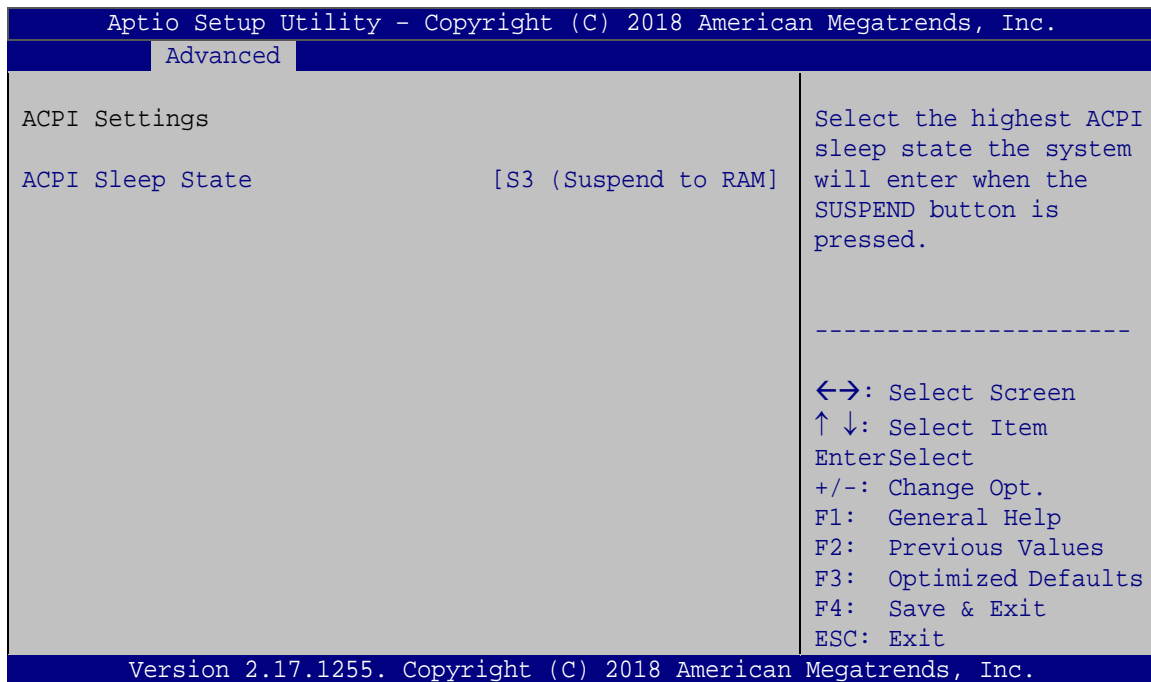 Aptio Setup Utility – Copyright (C) 2018 American Megatrends, Inc.
Advanced
ACPI Settings
ACPI Sleep State [S3 (Suspend to RAM]
Select the highest ACPI
sleep state the system
will enter when the
SUSPEND button is
pressed.
----------------------
←→: Select Screen
↑ ↓: Select Item
EnterSelect
+/-: Change Opt.
F1: General Help
F2: Previous Values
F3: Optimized Defaults
F4: Save & Exit
ESC: Exit
Version 2.17.1255. Copyright (C) 2018 American Megatrends, Inc.